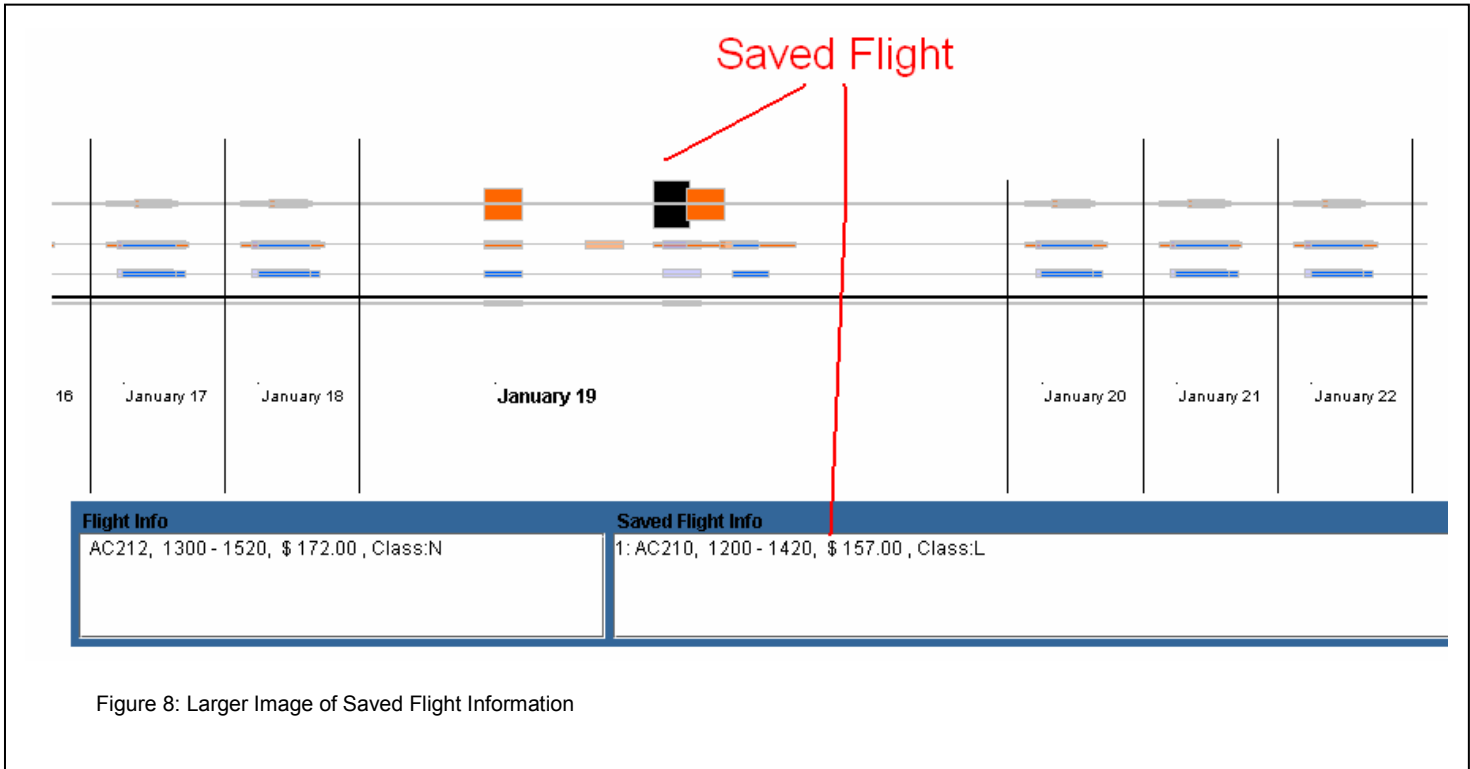 Saved Flight
16
January 17
January 18
January 19
January 20
January 21
January 22
Flight Info
Saved Flight Info
AC212, 1300 - 1520, $ 172.00 , Class:N
1: AC210, 1200 - 1420, $ 157.00 , Class:L
Figure 8: Larger Image of Saved Flight Information